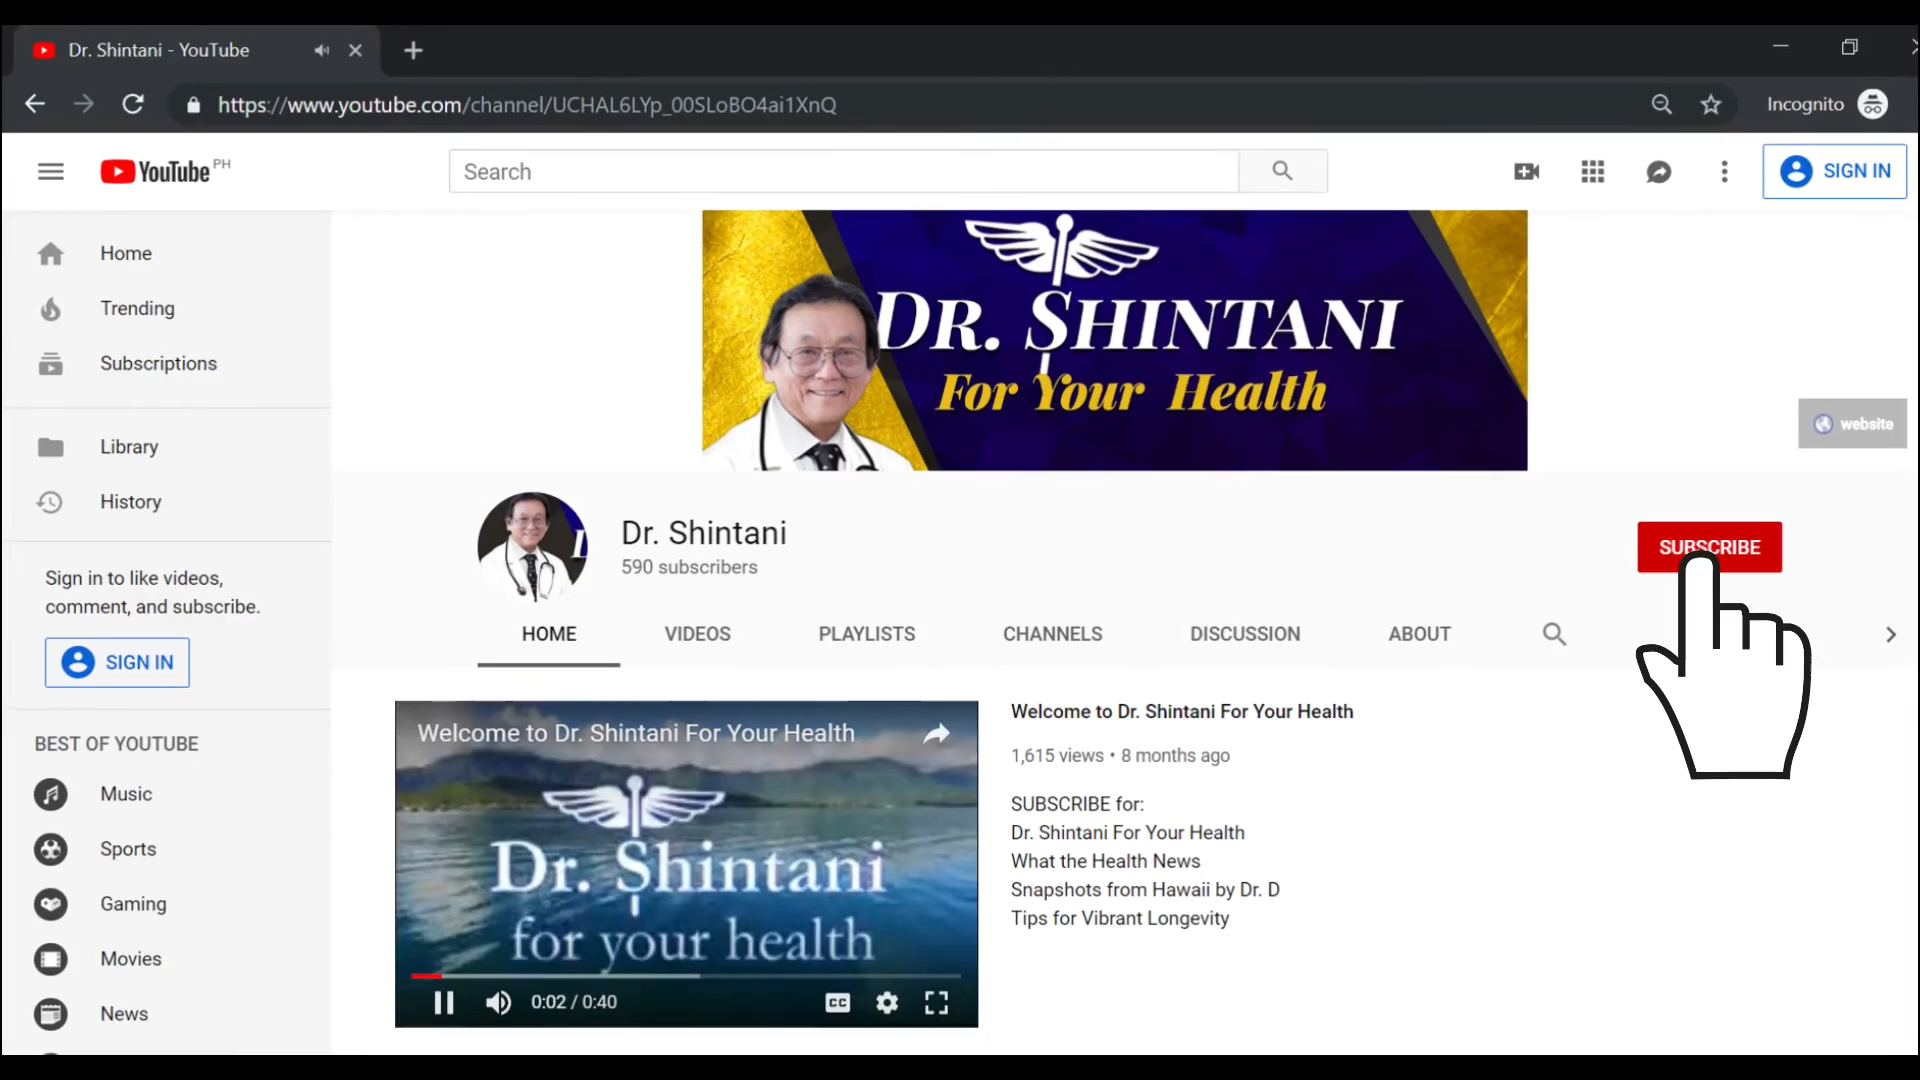 Dr. Shintani - YouTube
https://www.youtube.com/channel/UCHAL6LYp_00SLoBO4ai1XnQ
Incognito
YouTube PH
Search
SIGN IN
Home
Trending
Subscriptions
Library
History
Sign in to like videos,
comment, and subscribe.
SIGN IN
BEST OF YOUTUBE
Music
Sports
Gaming
Movies
News
DR. SHINTANI
For Your Health
website
Dr. Shintani
590 subscribers
SUBSCRIBE
HOME
VIDEOS
PLAYLISTS
CHANNELS
DISCUSSION
ABOUT
Welcome to Dr. Shintani For Your Health
Dr. Shintani
for your health
0:02 / 0:40
CC
Welcome to Dr. Shintani For Your Health
1,615 views • 8 months ago
SUBSCRIBE for:
Dr. Shintani For Your Health
What the Health News
Snapshots from Hawaii by Dr. D
Tips for Vibrant Longevity